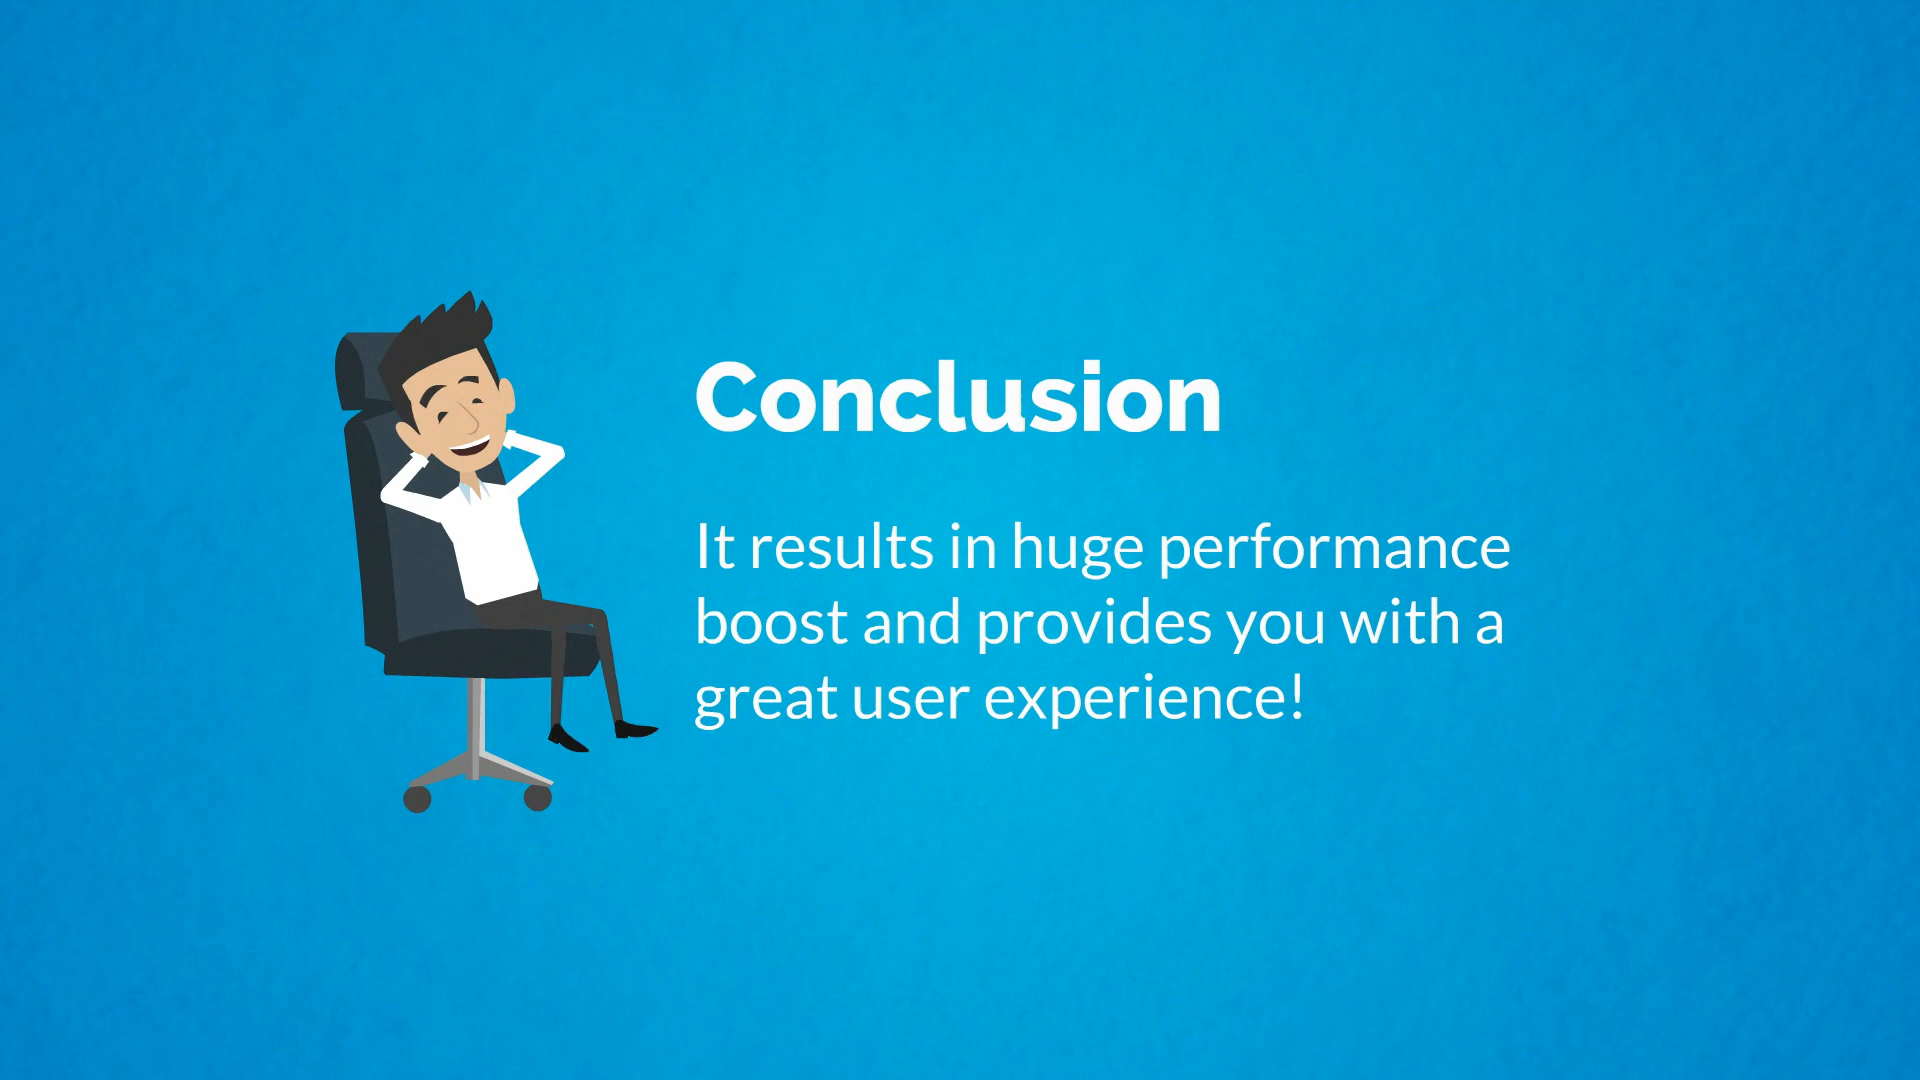 Conclusion
It results in huge performance
boost and provides you with a
great user experience!